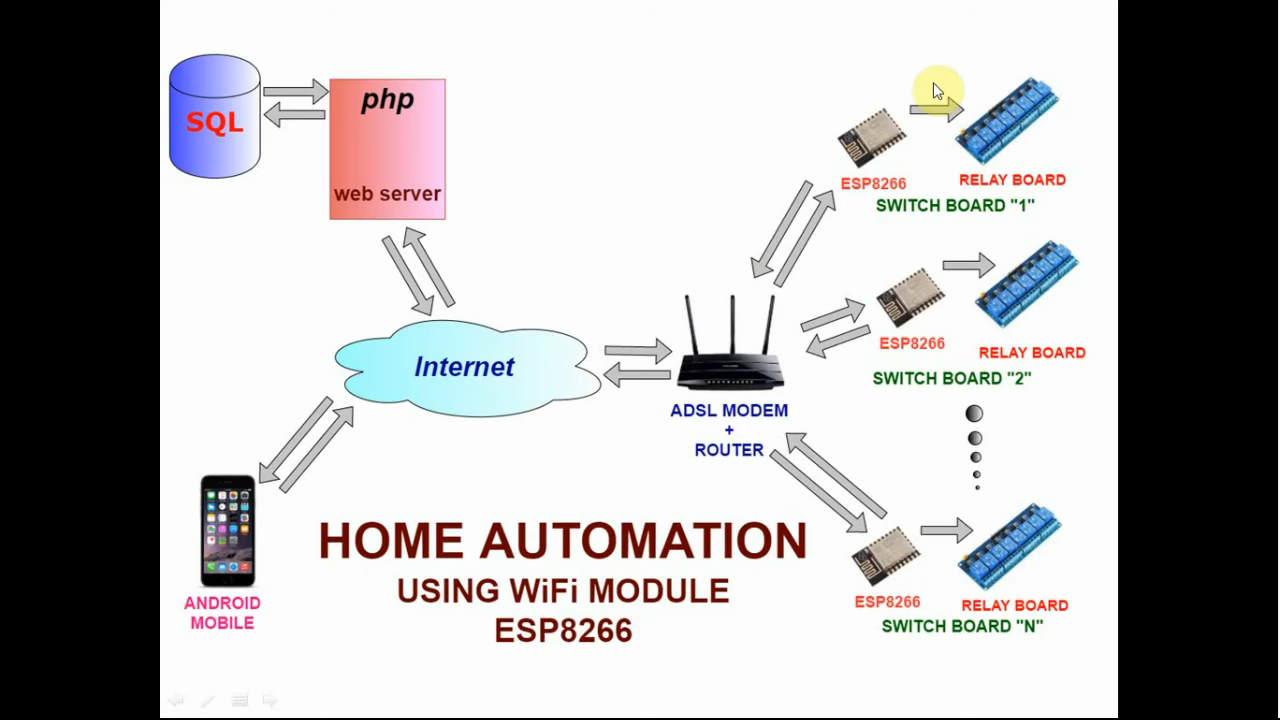 SQL
php
web server
Internet
ANDROID
MOBILE
ADSL MODEM
+
ROUTER
ESP8266
RELAY BOARD
SWITCH BOARD "1"
ESP8266
RELAY BOARD
SWITCH BOARD "2"
ESP8266
RELAY BOARD
SWITCH BOARD "N"
HOME AUTOMATION
USING WiFi MODULE
ESP8266